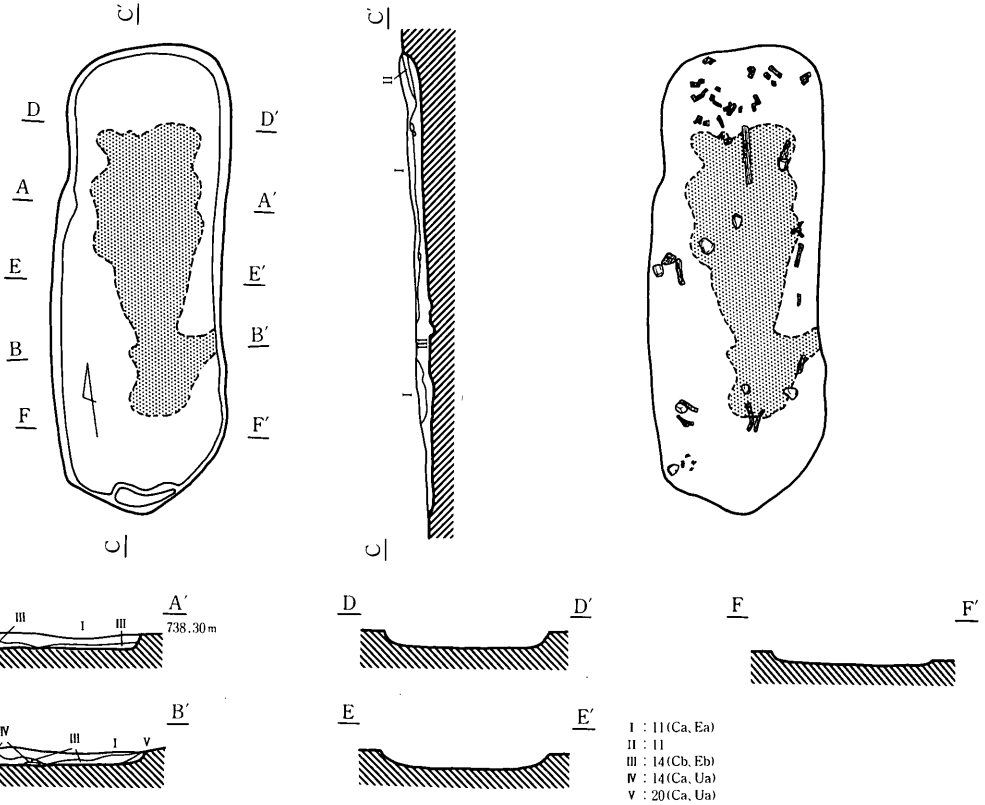 C′
C′
D
D′
II
A
A′
I
E
E′
B
B′
III
I
F
F′
C
C
III
I
III
A′
738.30m
D
D′
F
F′
IV
III
I
V
B′
E
E′
I : 11(Ca, Ea)
II : 11
III : 14(Cb, Eb)
IV : 14(Ca, Ua)
V : 20(Ca, Ua)